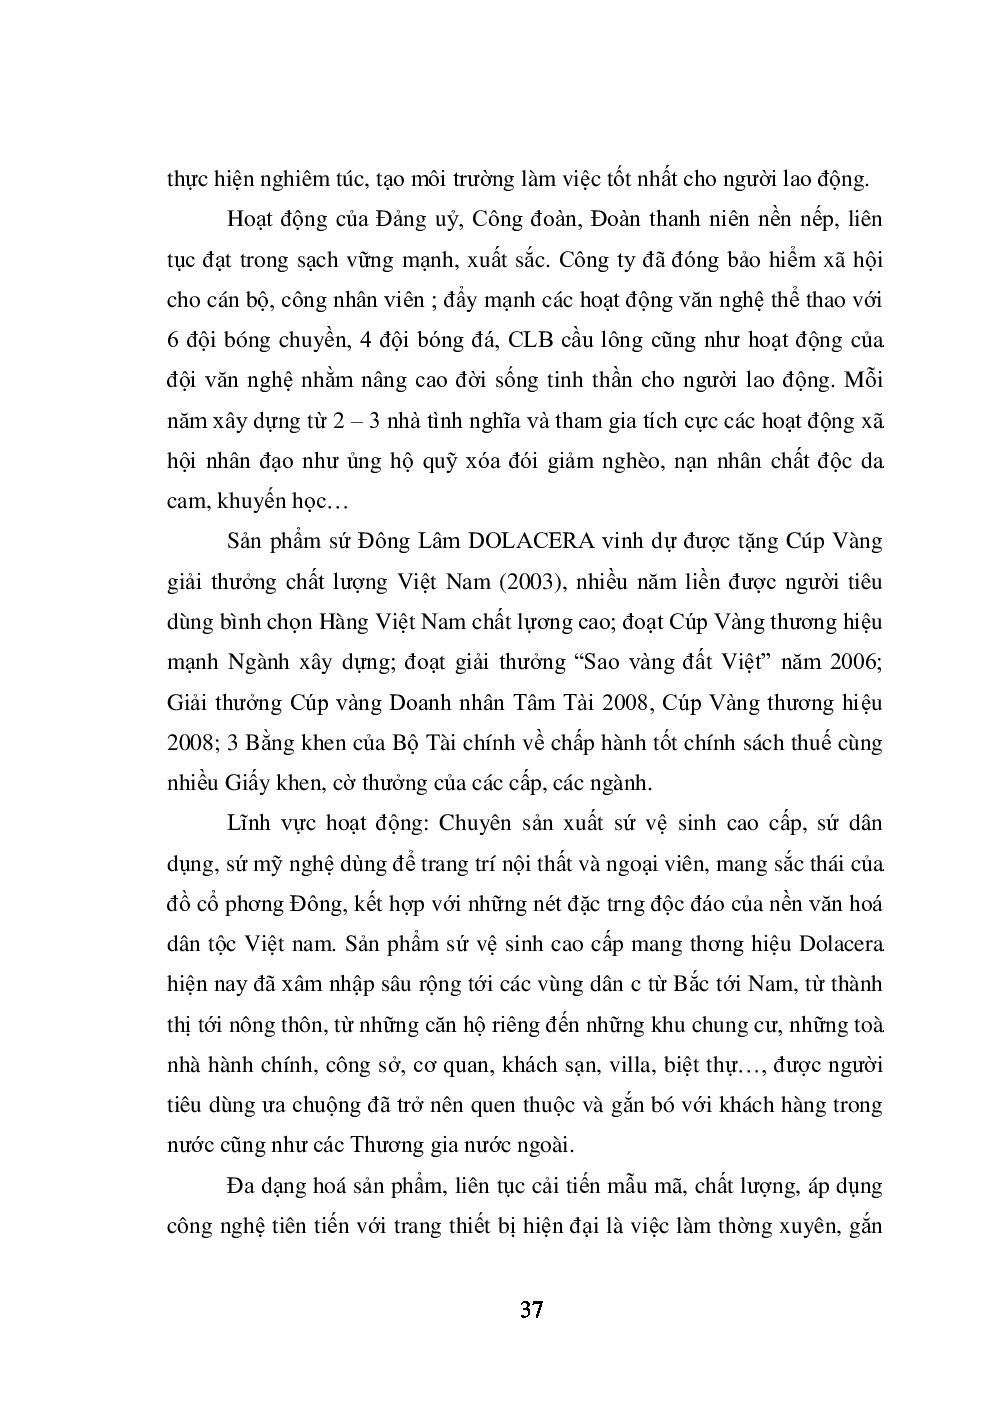 thực hiện nghiêm túc, tạo môi trường làm việc tốt nhất cho người lao động.
Hoạt động của Đảng uỷ, Công đoàn, Đoàn thanh niên nền nếp, liên
tục đạt trong sạch vững mạnh, xuất sắc. Công ty đã đóng bảo hiểm xã hội
cho cán bộ, công nhân viên ; đẩy mạnh các hoạt động văn nghệ thể thao với
6 đội bóng chuyền, 4 đội bóng đá, CLB cầu lông cũng như hoạt động của
đội văn nghệ nhằm nâng cao đời sống tinh thần cho người lao động. Mỗi
năm xây dựng từ 2 – 3 nhà tình nghĩa và tham gia tích cực các hoạt động xã
hội nhân đạo như ủng hộ quỹ xóa đói giảm nghèo, nạn nhân chất độc da
cam, khuyến học…
Sản phẩm sứ Đông Lâm DOLACERA vinh dự được tặng Cúp Vàng
giải thưởng chất lượng Việt Nam (2003), nhiều năm liền được người tiêu
dùng bình chọn Hàng Việt Nam chất lựơng cao; đoạt Cúp Vàng thương hiệu
mạnh Ngành xây dựng; đoạt giải thưởng “Sao vàng đất Việt” năm 2006;
Giải thưởng Cúp vàng Doanh nhân Tâm Tài 2008, Cúp Vàng thương hiệu
2008; 3 Bằng khen của Bộ Tài chính về chấp hành tốt chính sách thuế cùng
nhiều Giấy khen, cờ thưởng của các cấp, các ngành.
Lĩnh vực hoạt động: Chuyên sản xuất sứ vệ sinh cao cấp, sứ dân
dụng, sứ mỹ nghệ dùng để trang trí nội thất và ngoại viên, mang sắc thái của
đồ cổ phơng Đông, kết hợp với những nét đặc trng độc đáo của nền văn hoá
dân tộc Việt nam. Sản phẩm sứ vệ sinh cao cấp mang thơng hiệu Dolacera
hiện nay đã xâm nhập sâu rộng tới các vùng dân c từ Bắc tới Nam, từ thành
thị tới nông thôn, từ những căn hộ riêng đến những khu chung cư, những toà
nhà hành chính, công sở, cơ quan, khách sạn, villa, biệt thự…, được người
tiêu dùng ưa chuộng đã trở nên quen thuộc và gắn bó với khách hàng trong
nước cũng như các Thương gia nước ngoài.
Đa dạng hoá sản phẩm, liên tục cải tiến mẫu mã, chất lượng, áp dụng
công nghệ tiên tiến với trang thiết bị hiện đại là việc làm thờng xuyên, gắn
37